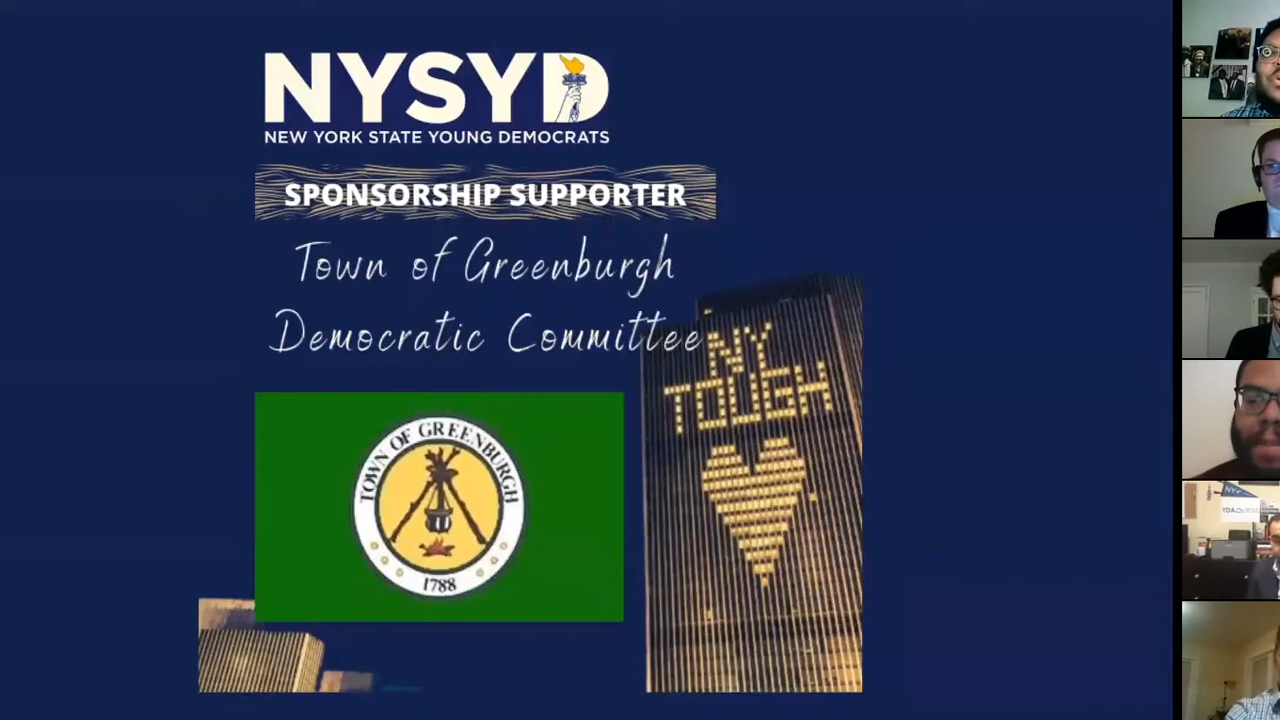 NYSYD
NEW YORK STATE YOUNG DEMOCRATS
SPONSORSHIP SUPPORTER
Town of Greenburgh
Democratic Committee
NY
TOUGH
TOWN OF GREENBURGH
1788